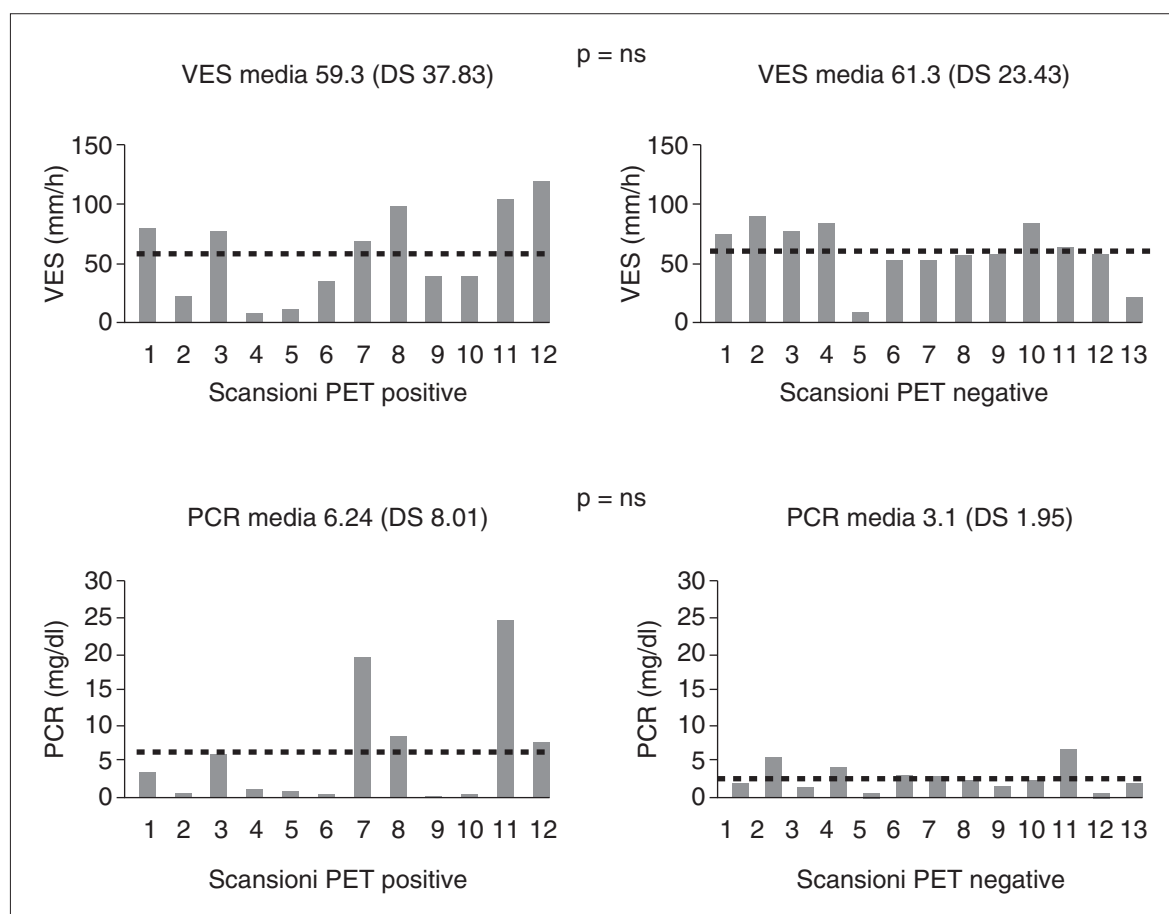 p = ns
VES media 59.3 (DS 37.83)
VES media 61.3 (DS 23.43)
VES (mm/h)
150
100
50
0
1 2 3 4 5 6 7 8 9 10 11 12
Scansioni PET positive
VES (mm/h)
150
100
50
0
1 2 3 4 5 6 7 8 9 10 11 12 13
Scansioni PET negative
p = ns
PCR media 6.24 (DS 8.01)
PCR media 3.1 (DS 1.95)
PCR (mg/dl)
30
25
20
15
10
5
0
1 2 3 4 5 6 7 8 9 10 11 12
Scansioni PET positive
PCR (mg/dl)
30
25
20
15
10
5
0
1 2 3 4 5 6 7 8 9 10 11 12 13
Scansioni PET negative